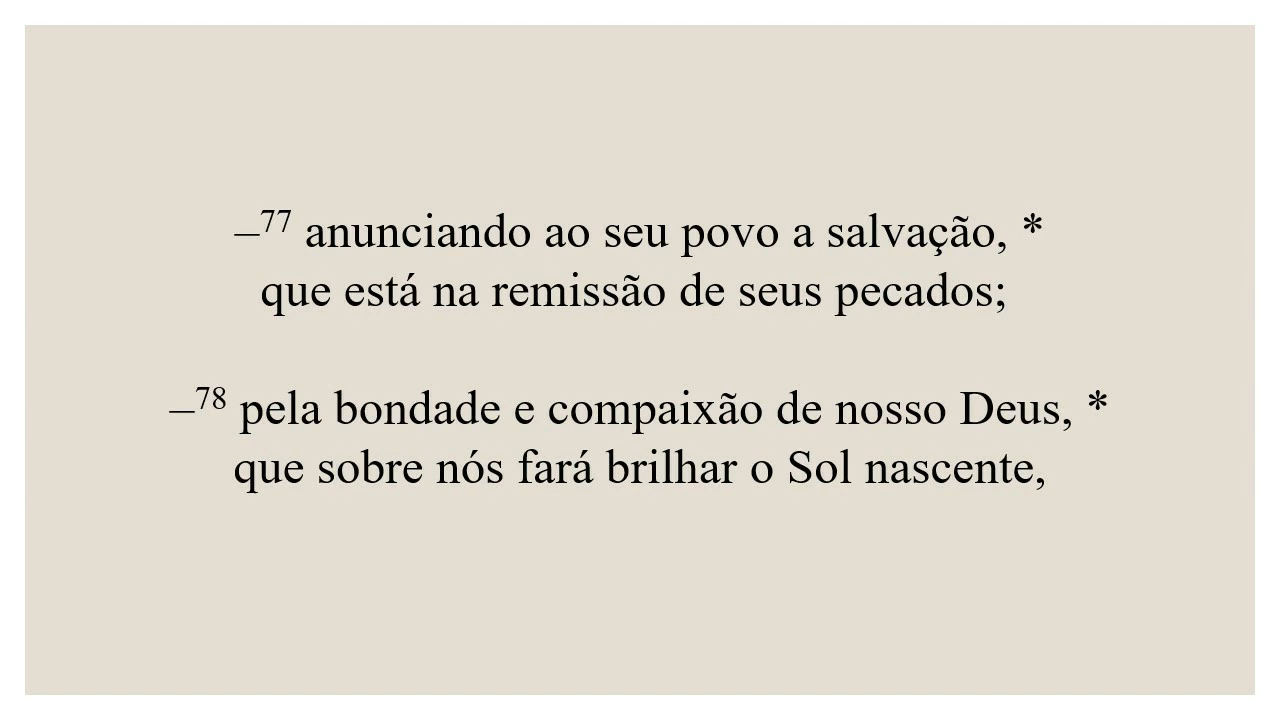 –⁷⁷ anunciando ao seu povo a salvação, *
que está na remissão de seus pecados;
–⁷⁸ pela bondade e compaixão de nosso Deus, *
que sobre nós fará brilhar o Sol nascente,